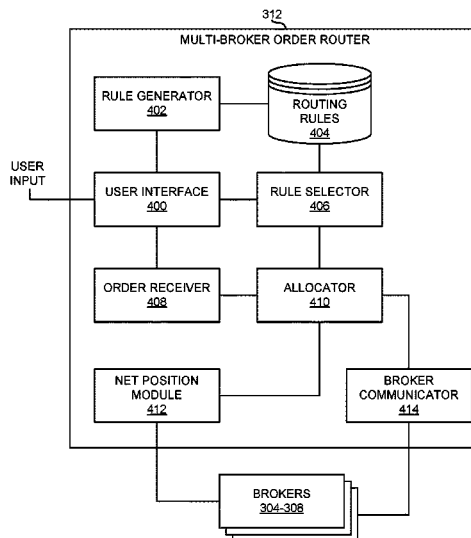 312
MULTI-BROKER ORDER ROUTER
RULE GENERATOR
402
ROUTING
RULES
404
USER
INPUT
USER INTERFACE
400
RULE SELECTOR
406
ORDER RECEIVER
408
ALLOCATOR
410
NET POSITION
MODULE
412
BROKER
COMMUNICATOR
414
BROKERS
304-308